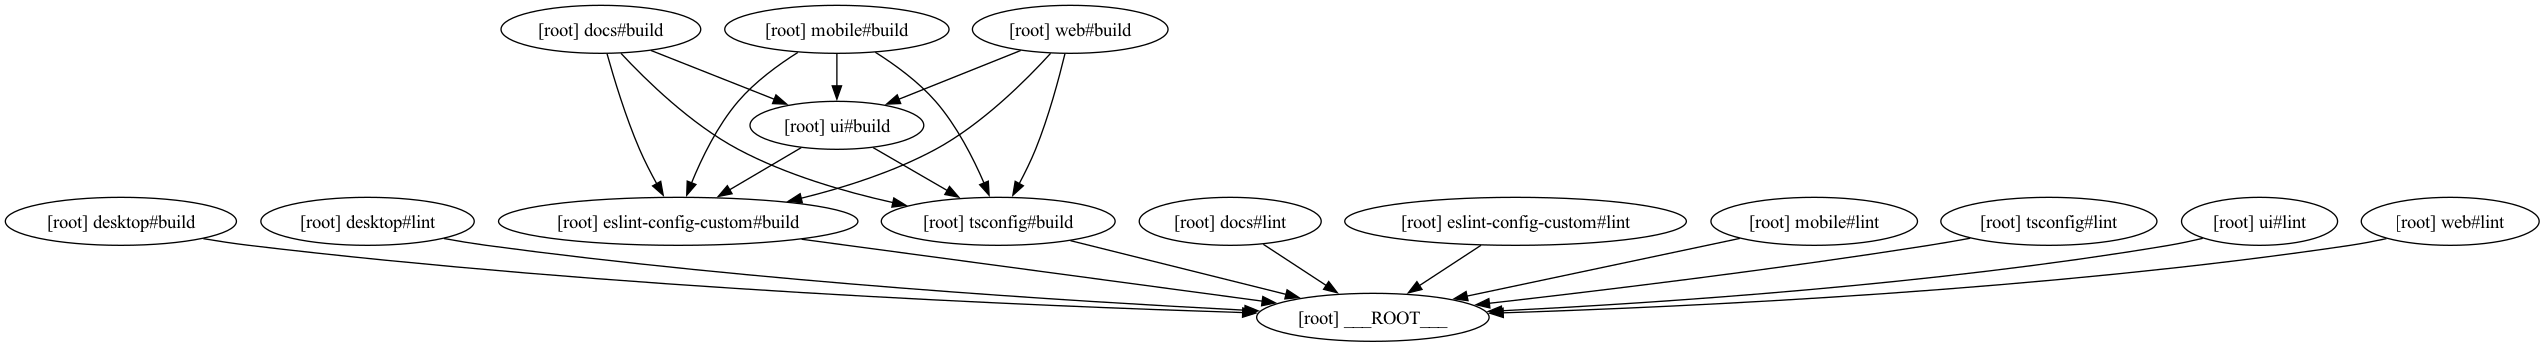 [root] docs#build
[root] mobile#build
[root] web#build
[root] ui#build
[root] desktop#build
[root] desktop#lint
[root] eslint-config-custom#build
[root] tsconfig#build
[root] docs#lint
[root] eslint-config-custom#lint
[root] mobile#lint
[root] tsconfig#lint
[root] ui#lint
[root] web#lint
[root] ___ROOT___